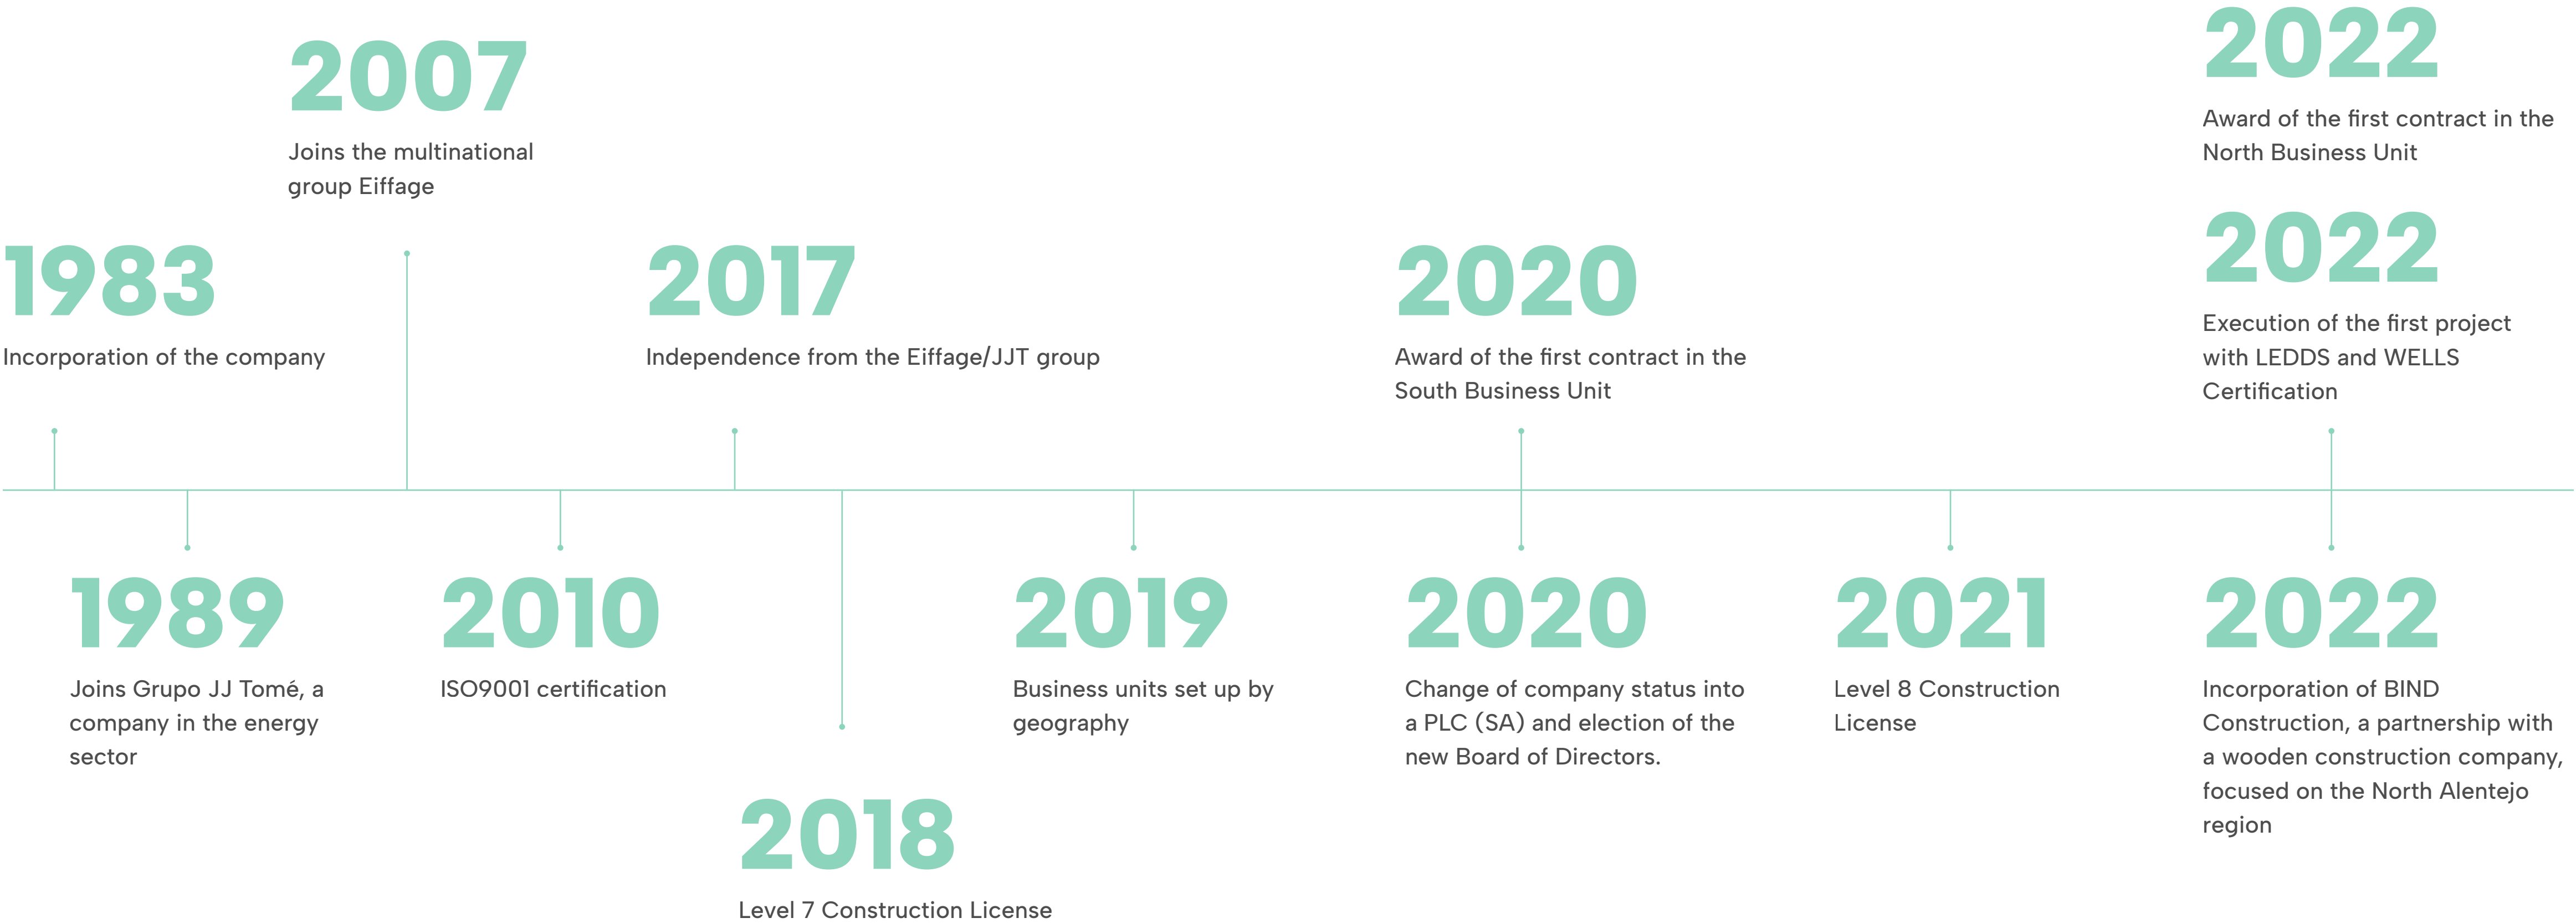 2007
Joins the multinational
group Eiffage
2022
Award of the first contract in the
North Business Unit
1983
Incorporation of the company
2017
Independence from the Eiffage/JJT group
2020
Award of the first contract in the
South Business Unit
2022
Execution of the first project
with LEDDS and WELLS
Certification
1989
Joins Grupo JJ Tomé, a
company in the energy
sector
2010
ISO9001 certification
2018
Level 7 Construction License
2019
Business units set up by
geography
2020
Change of company status into
a PLC (SA) and election of the
new Board of Directors.
2021
Level 8 Construction
License
2022
Incorporation of BIND
Construction, a partnership with
a wooden construction company,
focused on the North Alentejo
region